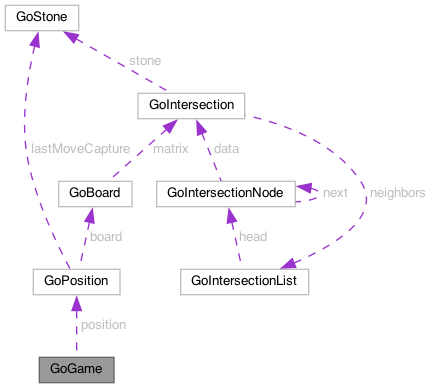 GoStone
stone
GoIntersection
lastMoveCapture
matrix
data
GoBoard
GoIntersectionNode
next
neighbors
board
head
GoPosition
GoIntersectionList
position
GoGame